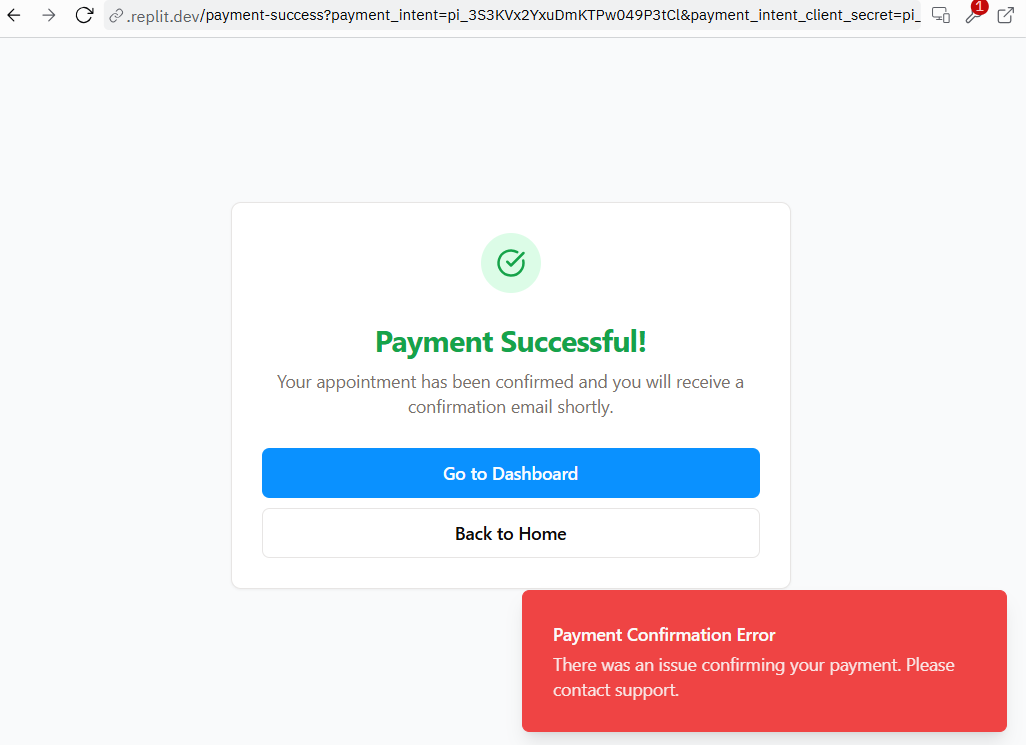 .replit.dev/payment-success?payment_intent=pi_3S3KVx2YxuDmKTPw049P3tCl&payment_intent_client_secret=pi_
1
Payment Successful!
Your appointment has been confirmed and you will receive a
confirmation email shortly.
Go to Dashboard
Back to Home
Payment Confirmation Error
There was an issue confirming your payment. Please
contact support.